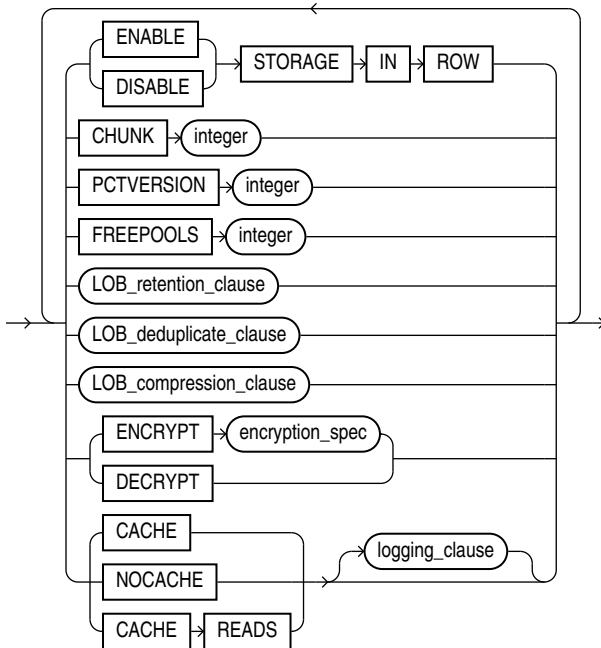 ENABLE
STORAGE IN ROW
DISABLE
CHUNK integer
PCTVERSION integer
FREEPOOLS integer
LOB_retention_clause
LOB_deduplicate_clause
LOB_compression_clause
ENCRYPT encryption_spec
DECRYPT
CACHE
logging_clause
NOCACHE
CACHE READS